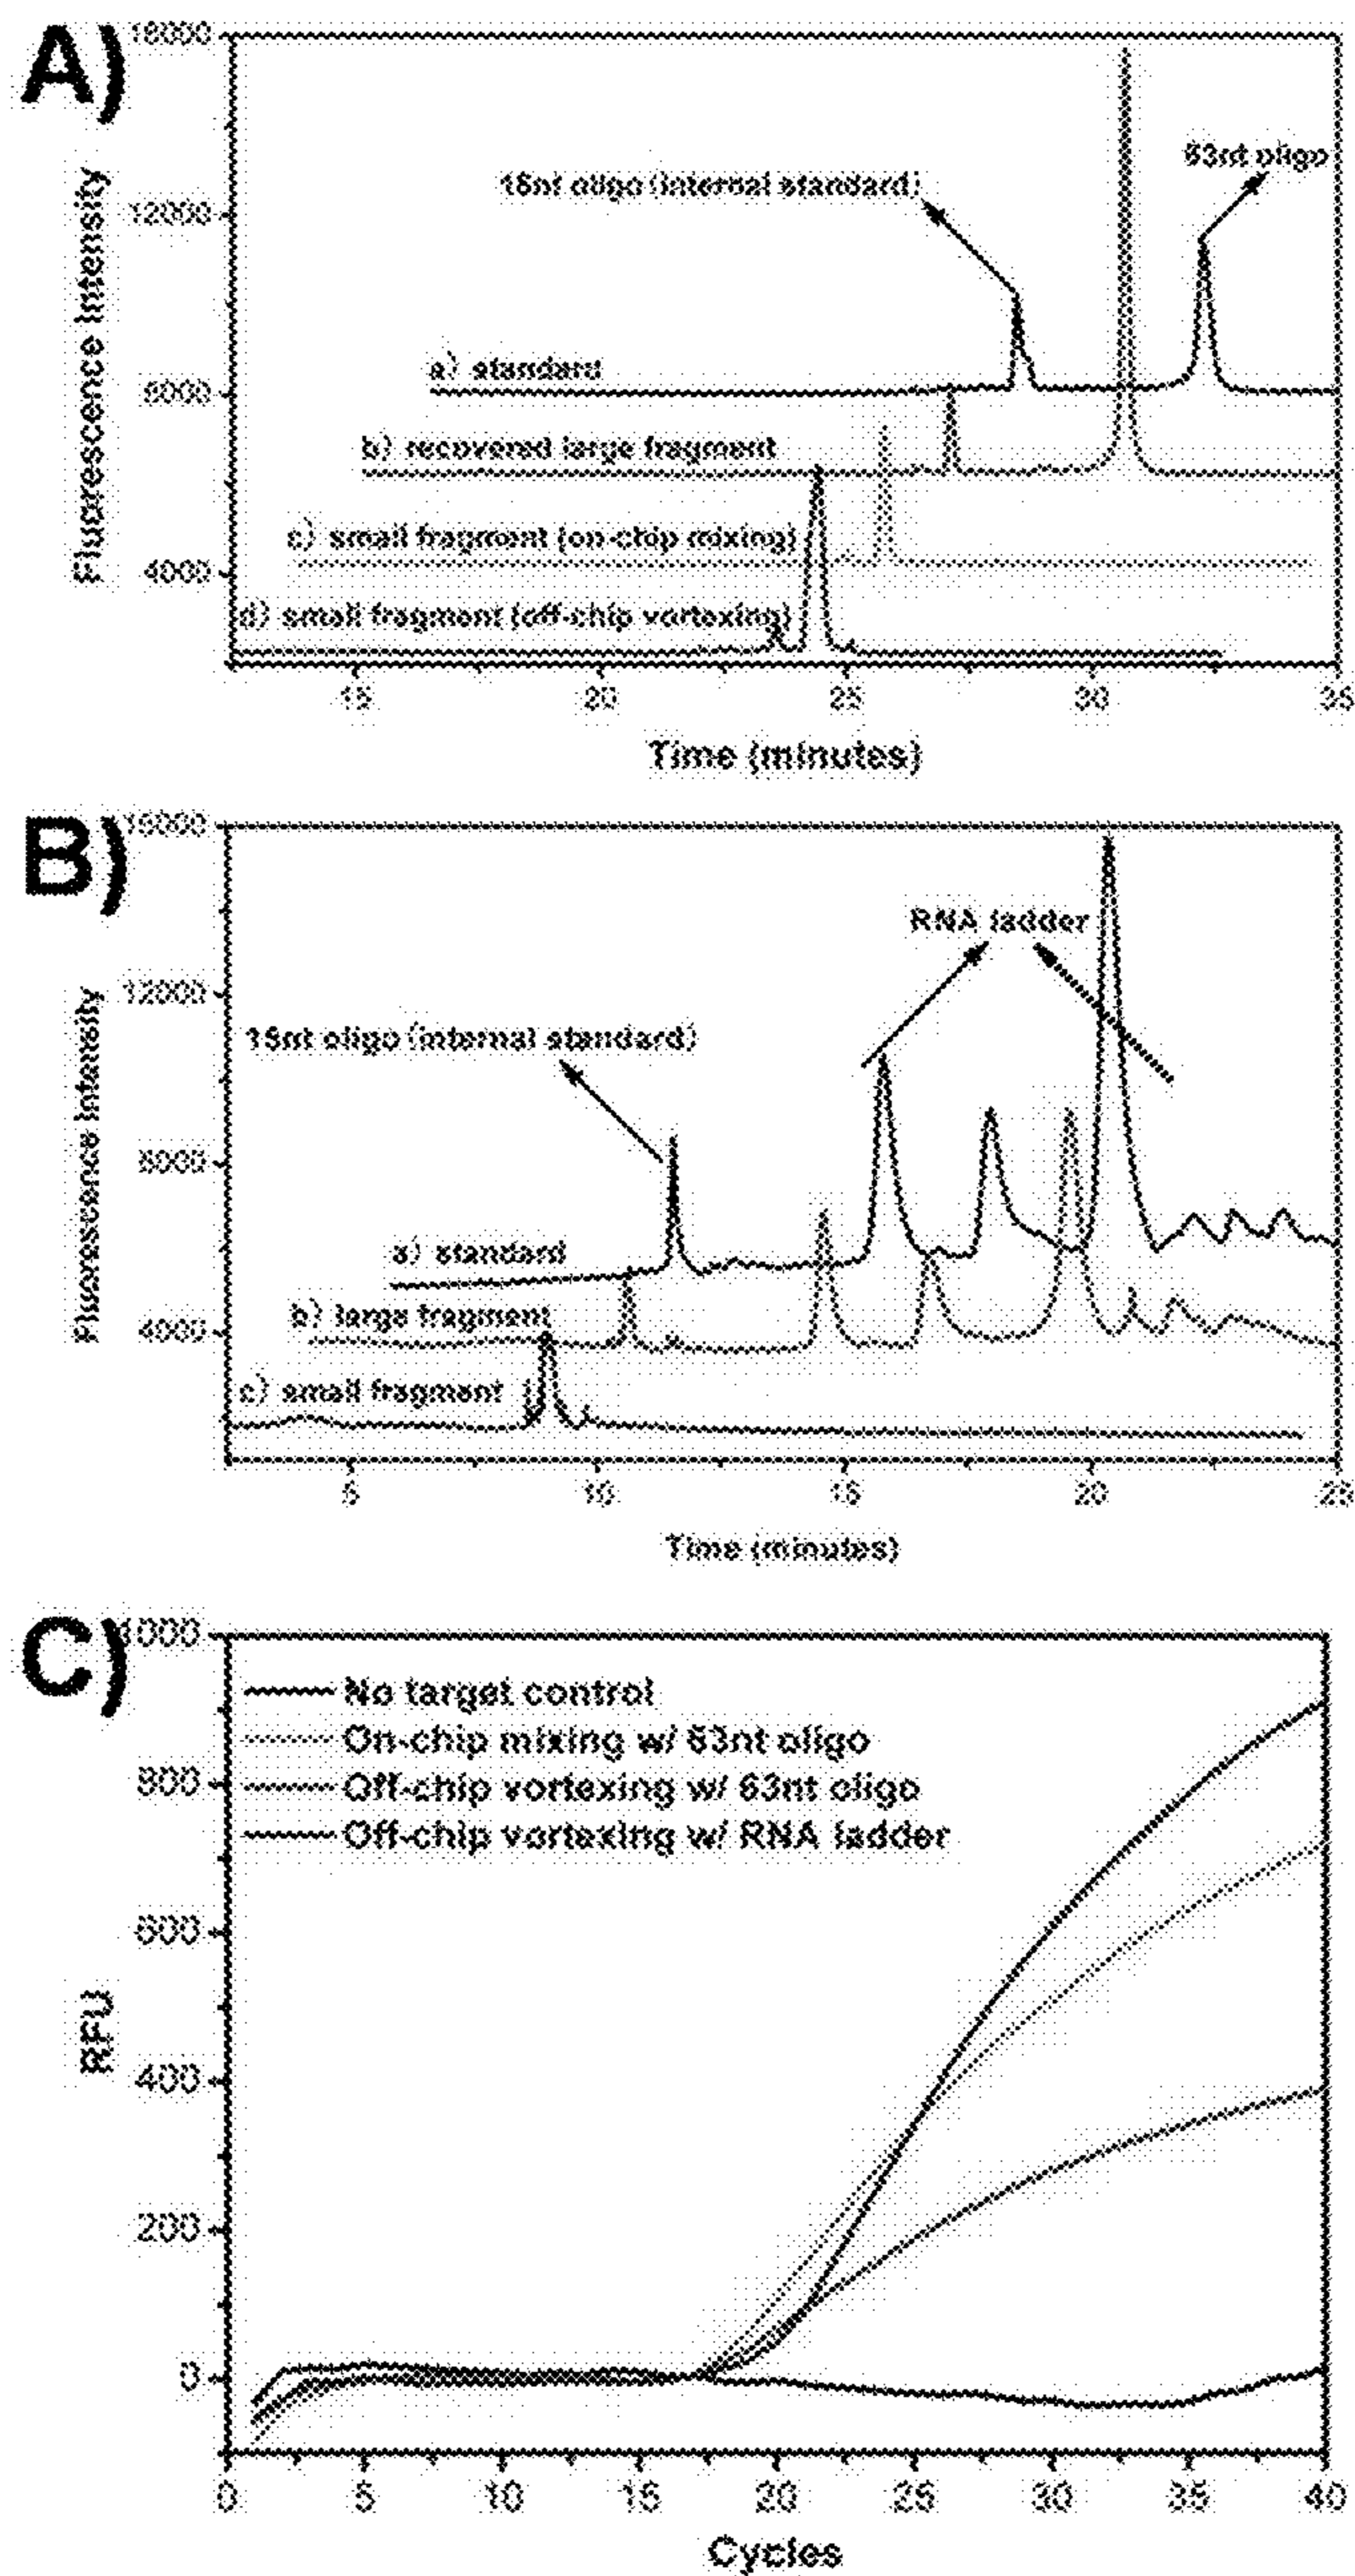 A)
16000
12000
8000
4000
Fluorescence Intensity
15nt oligo (internal standard)
63nt oligo
a) standard
b) recovered large fragment
c) small fragment (on-chip mixing)
d) small fragment (off-chip vortexing)
15 20 25 30 35
Time (minutes)
B)
12000
8000
4000
Fluorescence Intensity
15nt oligo (internal standard)
RNA ladder
a) standard
b) large fragment
c) small fragment
5 10 15 20 25
Time (minutes)
C)
1000
800
600
400
200
0
RFU
No target control
On-chip mixing w/ 63nt oligo
Off-chip vortexing w/ 63nt oligo
Off-chip vortexing w/ RNA ladder
0 5 10 15 20 25 30 35 40
Cycles